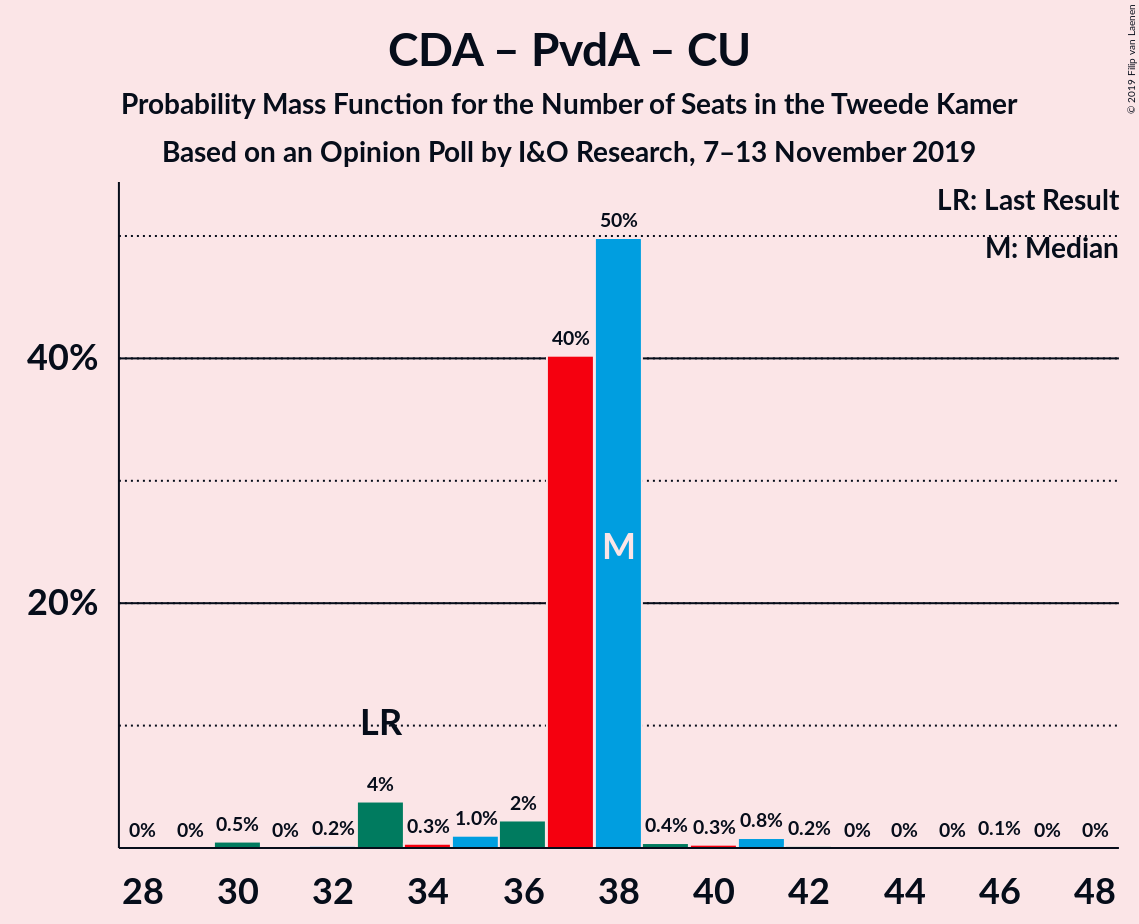 CDA – PvdA – CU
Probability Mass Function for the Number of Seats in the Tweede Kamer
Based on an Opinion Poll by I&O Research, 7–13 November 2019
© 2019 Filip van Laenen
LR: Last Result
M: Median
50%
40%
40%
M
20%
LR
4%
0% 0% 0.5% 0% 0.2% 0.3% 1.0% 2% 0.4% 0.3% 0.8% 0.2% 0% 0% 0% 0.1% 0% 0%
28 30 32 34 36 38 40 42 44 46 48